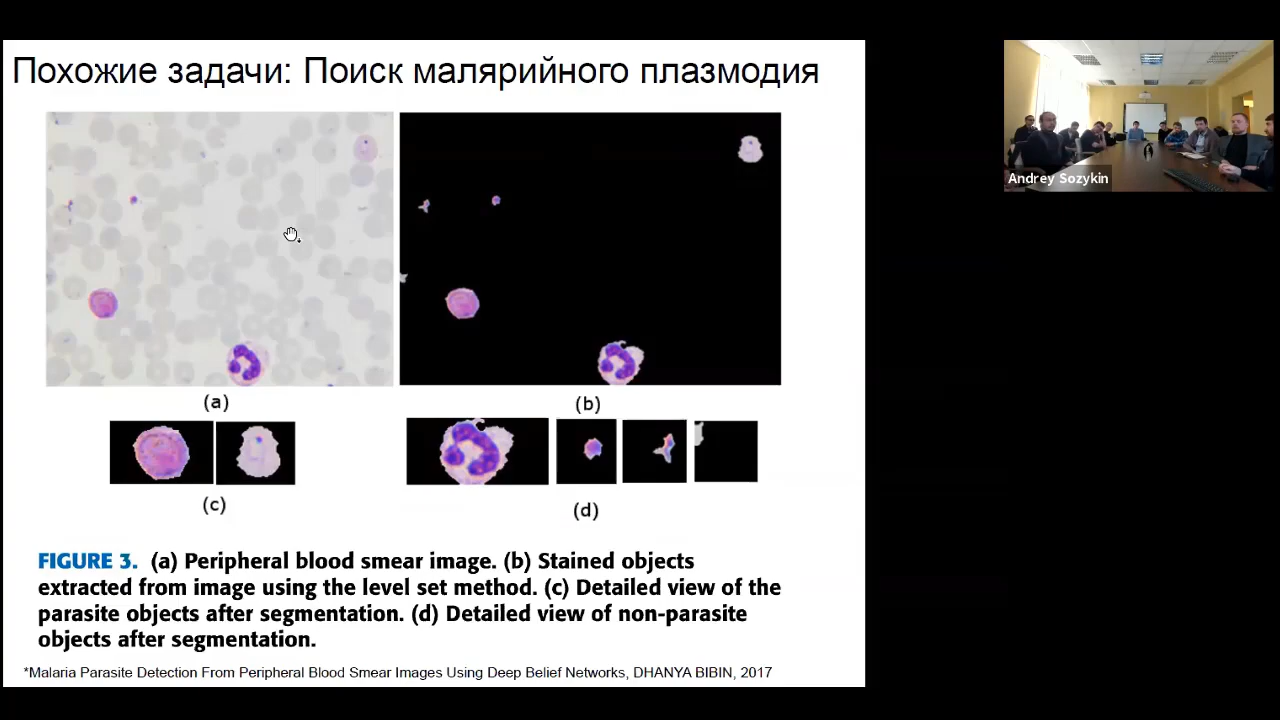 Похожие задачи: Поиск малярийного плазмодия
Andrey Sozykin
(a)
(b)
(c)
(d)
FIGURE 3. (a) Peripheral blood smear image. (b) Stained objects
extracted from image using the level set method. (c) Detailed view of the
parasite objects after segmentation. (d) Detailed view of non-parasite
objects after segmentation.
*Malaria Parasite Detection From Peripheral Blood Smear Images Using Deep Belief Networks, DHANYA BIBIN, 2017